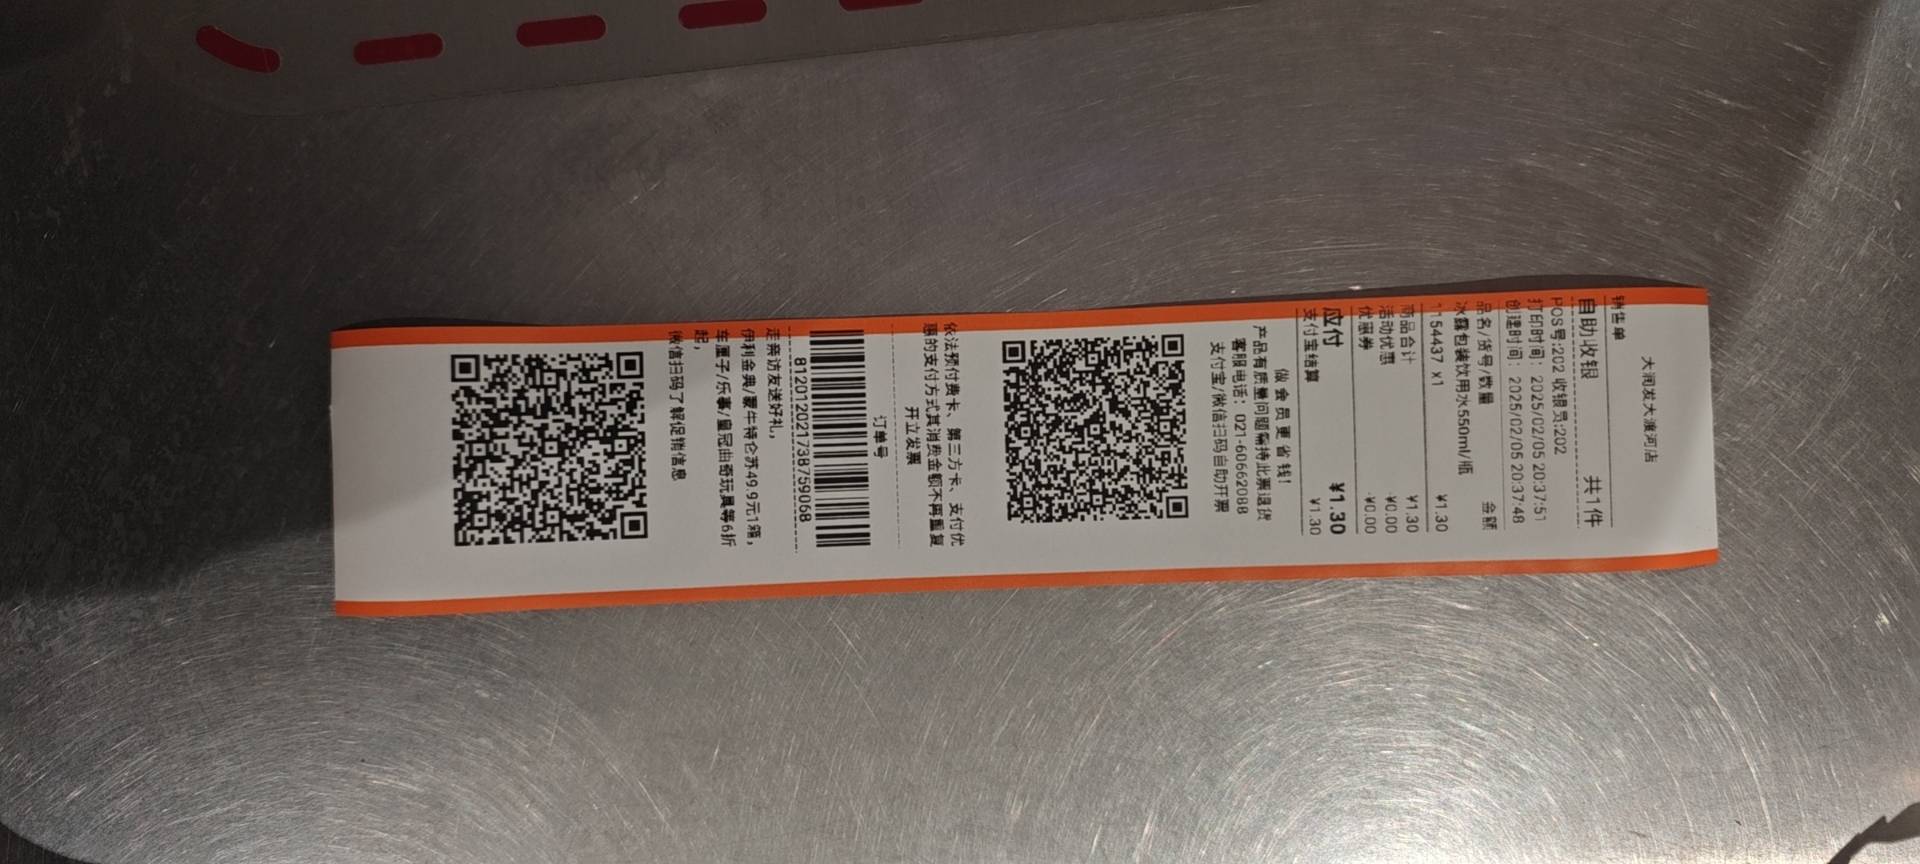 大润发大渡河店
销售单
自助收银 共1件
POS号:202 收银员:202
打印时间: 2025/02/05 20:37:51
创建时间: 2025/02/05 20:37:48
品名/货号/数量 金额
冰露包装饮用水550ml/瓶
154437 x1 ¥1.30
商品合计 ¥1.30
活动优惠 -¥0.00
优惠券 -¥0.00
应付 ¥1.30
支付宝结算 ¥1.30
做会员更省钱!
产品有质量问题需持此票退货
客服电话: 021-60662088
支付宝/微信扫码自助开票
依法预付费卡、第三方卡、支付优
惠的支付方式其消费金额不再重复
开立发票
订单号
812012021738759068
走亲访友送好礼,
伊利金典/蒙牛特仑苏49.9元1箱,
车厘子/乐事/皇冠曲奇玩具等6折
起,
微信扫码了解促销信息